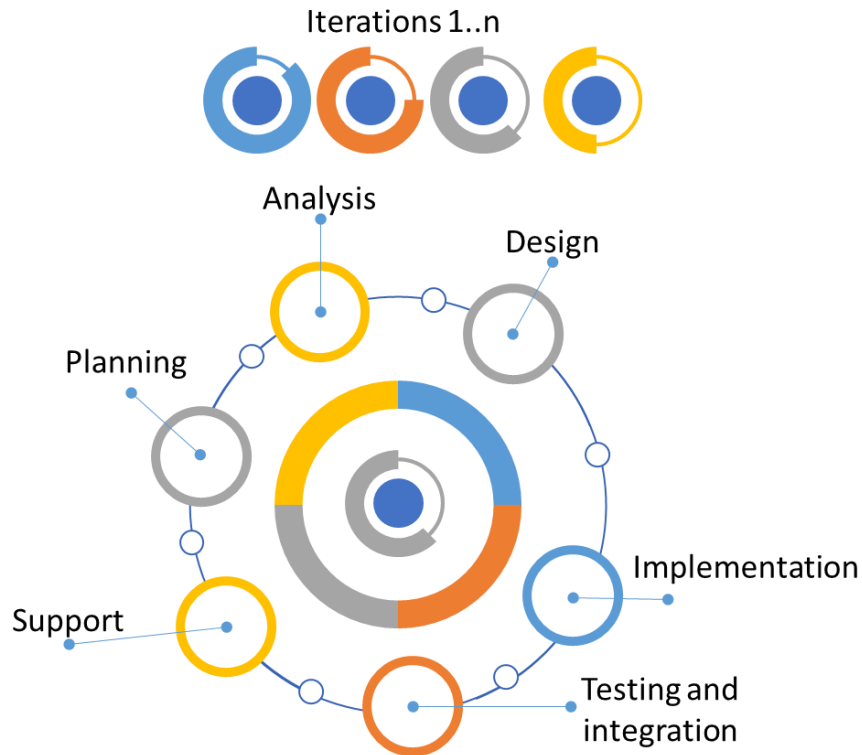 Iterations 1..n
Analysis
Design
Planning
Implementation
Support
Testing and
integration